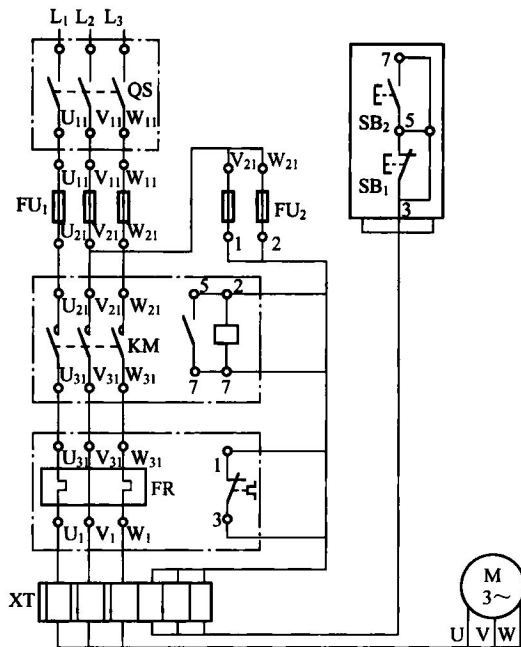 L₁ L₂ L₃
QS
U₁₁ V₁₁ W₁₁
U₁₁ V₁₁ W₁₁
FU₁
U₂₁ V₂₁ W₂₁
V₂₁ W₂₁
FU₂
1 2
7
SB₂ 5
SB₁
3
U₂₁ V₂₁ W₂₁
KM
U₃₁ V₃₁ W₃₁
5 2
7 7
U₃₁ V₃₁ W₃₁
FR
U₁ V₁ W₁
1
3
XT
M
3~
U V W